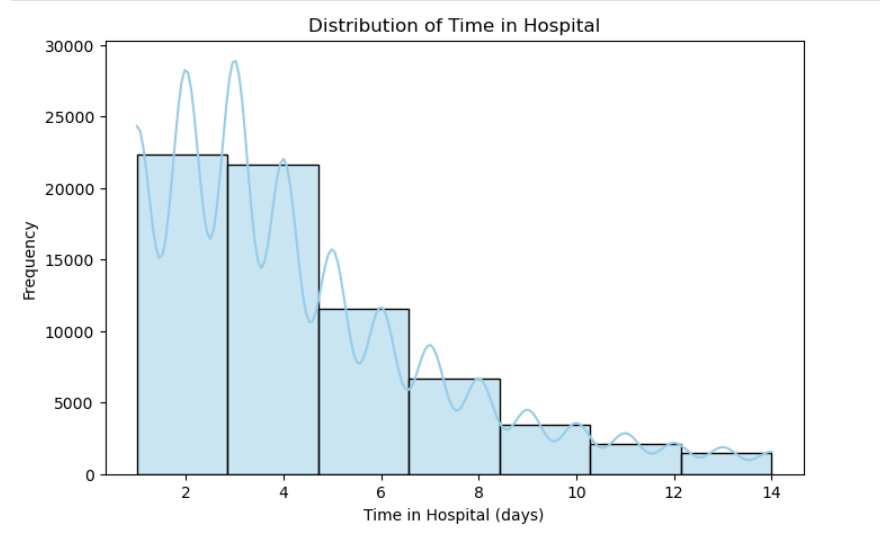 Distribution of Time in Hospital
30000
25000
20000
15000
10000
5000
0
Frequency
2 4 6 8 10 12 14
Time in Hospital (days)